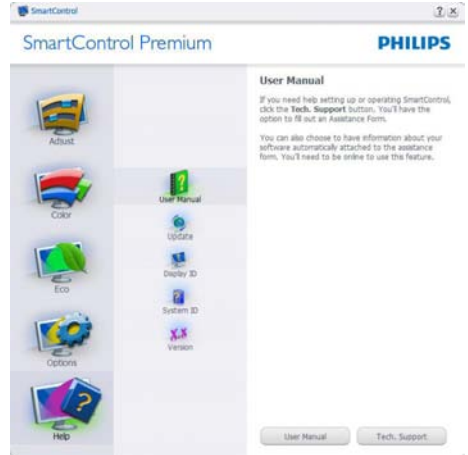 SmartControl
SmartControl Premium
PHILIPS
Adjust
Color
Eco
Options
Help
User Manual
Update
Display ID
System ID
X.X
Version
User Manual
If you need help setting up or operating SmartControl,
click the Tech. Support button. You'll have the
option to fill out an Assistance Form.
You can also choose to have information about your
software automatically attached to the assistance
form. You'll need to be online to use this feature.
User Manual
Tech. Support